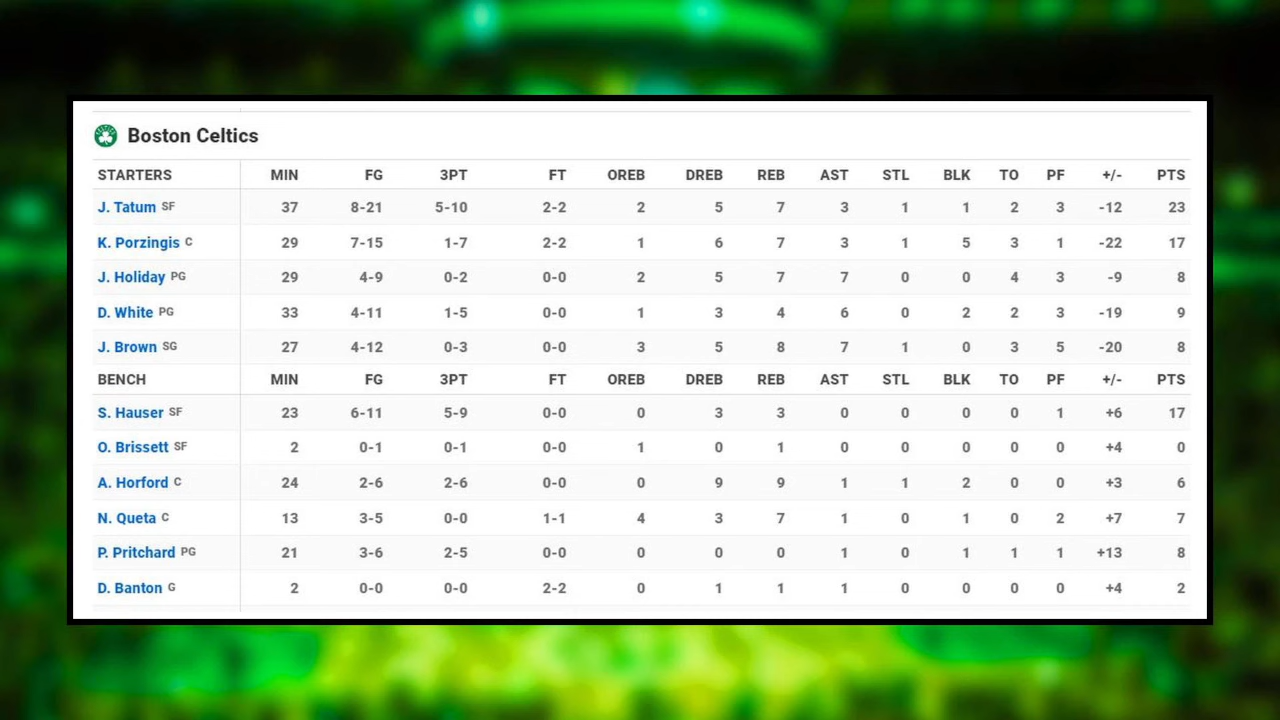 Boston Celtics
STARTERS MIN FG 3PT FT OREB DREB REB AST STL BLK TO PF +/- PTS
J. Tatum SF 37 8-21 5-10 2-2 2 5 7 3 1 1 2 3 -12 23
K. Porzingis C 29 7-15 1-7 2-2 1 6 7 3 1 5 3 1 -22 17
J. Holiday PG 29 4-9 0-2 0-0 2 5 7 7 0 0 4 3 -9 8
D. White PG 33 4-11 1-5 0-0 1 3 4 6 0 2 2 3 -19 9
J. Brown SG 27 4-12 0-3 0-0 3 5 8 7 1 0 3 5 -20 8
BENCH MIN FG 3PT FT OREB DREB REB AST STL BLK TO PF +/- PTS
S. Hauser SF 23 6-11 5-9 0-0 0 3 3 0 0 0 0 1 +6 17
O. Brissett SF 2 0-1 0-1 0-0 1 0 1 0 0 0 0 0 +4 0
A. Horford C 24 2-6 2-6 0-0 0 9 9 1 1 2 0 0 +3 6
N. Queta C 13 3-5 0-0 1-1 4 3 7 1 0 1 0 2 +7 7
P. Pritchard PG 21 3-6 2-5 0-0 0 0 0 1 0 1 1 1 +13 8
D. Banton G 2 0-0 0-0 2-2 0 1 1 1 0 0 0 0 +4 2